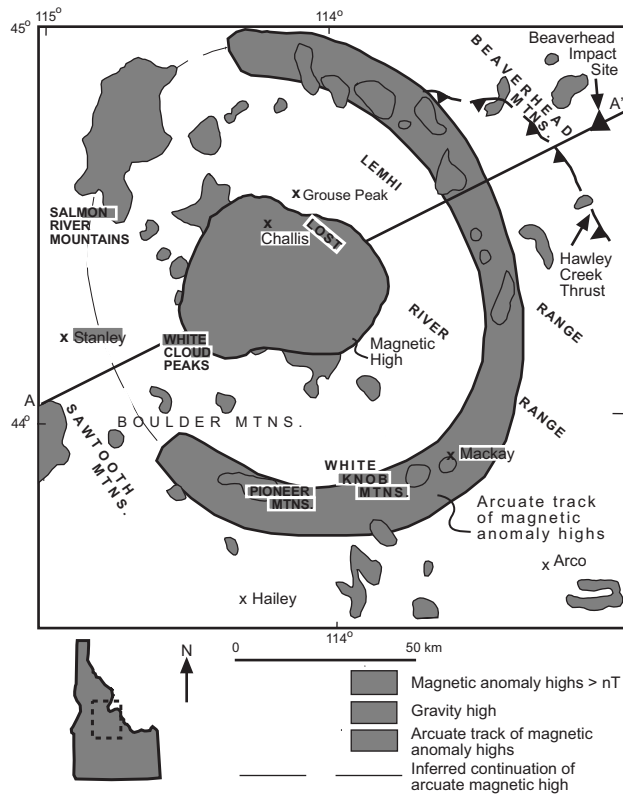 45°
115°
114°
BEAVERHEAD
MTNS.
Beaverhead
Impact
Site
A'
LEMHI
x Grouse Peak
SALMON
RIVER
MOUNTAINS
x
Challis
LOST
Hawley
Creek
Thrust
x Stanley
WHITE
CLOUD
PEAKS
RIVER
RANGE
Magnetic
High
A
44°
SAWTOOTH
MTNS.
BOULDER MTNS.
RANGE
x Mackay
WHITE
KNOB
MTNS.
PIONEER
MTNS.
Arcuate track
of magnetic
anomaly highs
x Arco
x Hailey
114°
N
0 50 km
Magnetic anomaly highs > nT
Gravity high
Arcuate track of magnetic
anomaly highs
Inferred continuation of
arcuate magnetic high